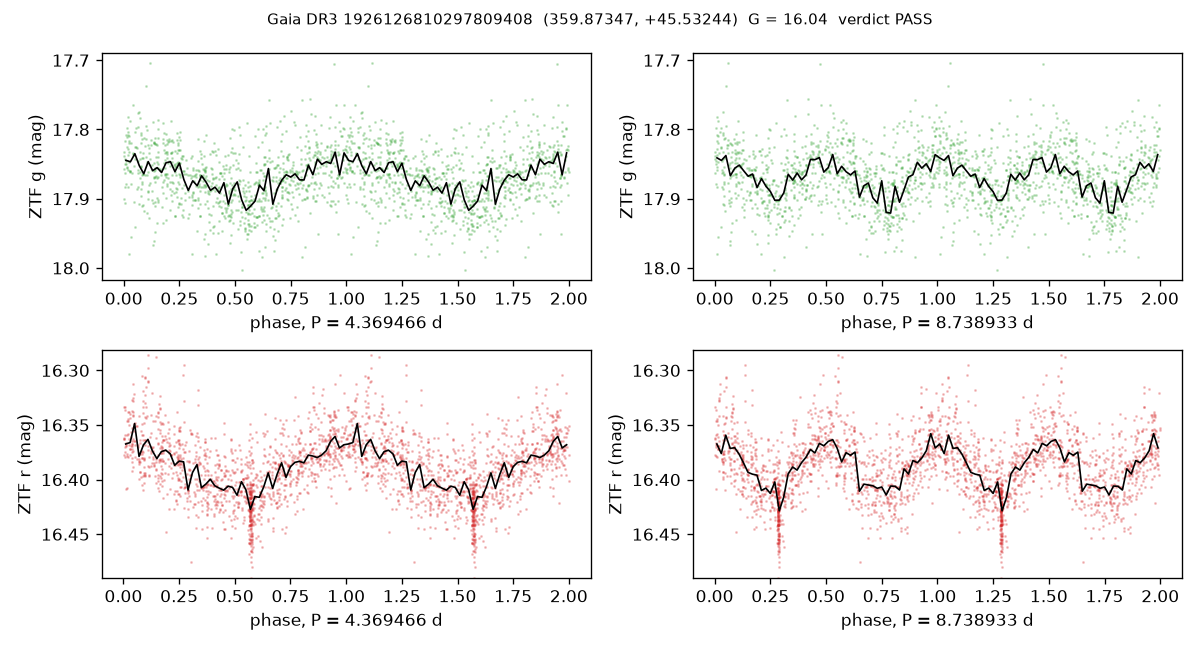 Gaia DR3 1926126810297809408 (359.87347, +45.53244) G = 16.04 verdict PASS
17.7
17.8
17.9
18.0
ZTF g (mag)
0.00 0.25 0.50 0.75 1.00 1.25 1.50 1.75 2.00
phase, P = 4.369466 d
17.7
17.8
17.9
18.0
ZTF g (mag)
0.00 0.25 0.50 0.75 1.00 1.25 1.50 1.75 2.00
phase, P = 8.738933 d
16.30
16.35
16.40
16.45
ZTF r (mag)
0.00 0.25 0.50 0.75 1.00 1.25 1.50 1.75 2.00
phase, P = 4.369466 d
16.30
16.35
16.40
16.45
ZTF r (mag)
0.00 0.25 0.50 0.75 1.00 1.25 1.50 1.75 2.00
phase, P = 8.738933 d